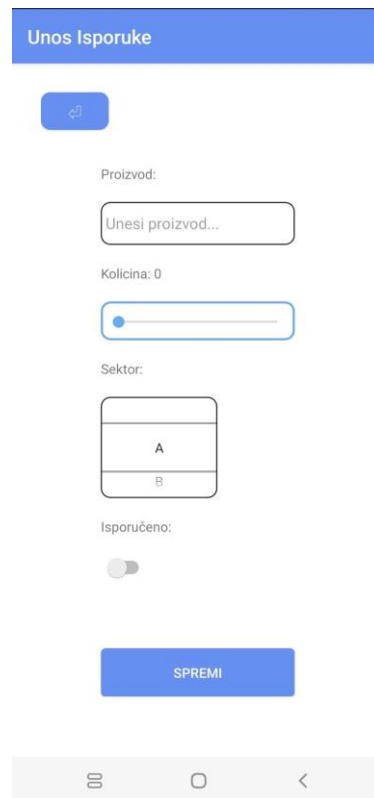 Unos Isporuke
Proizvod:
Unesi proizvod...
Kolicina: 0
Sektor:
A
B
Isporučeno:
SPREMI